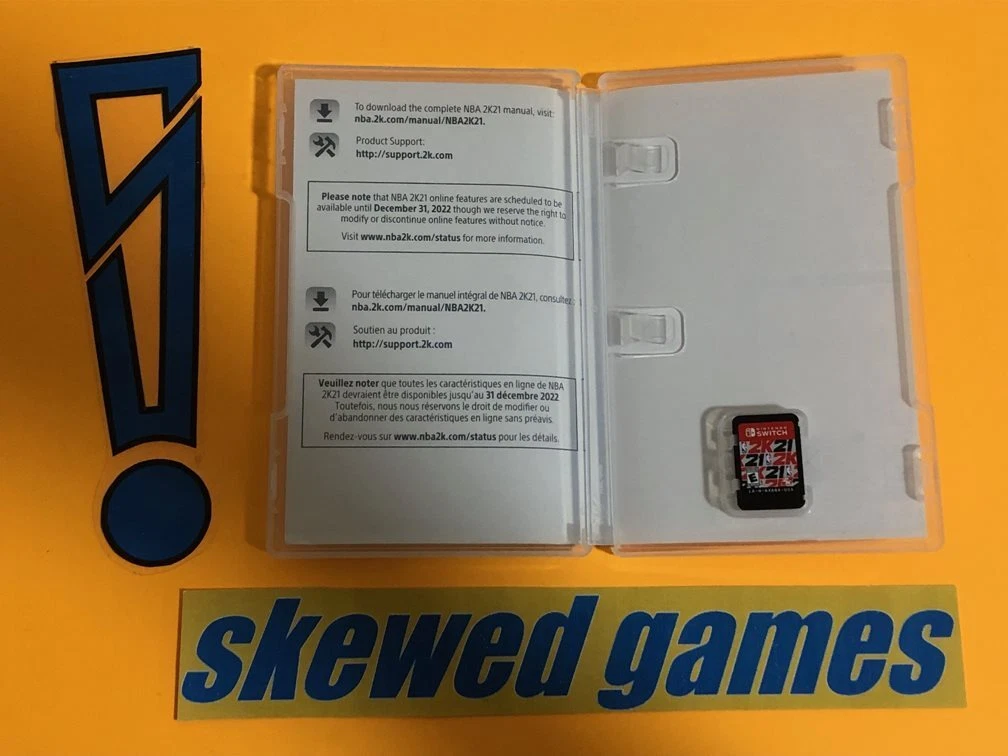 To download the complete NBA 2K21 manual, visit:
nba.2k.com/manual/NBA2K21.
Product Support:
http://support.2k.com
Please note that NBA 2K21 online features are scheduled to be
available until December 31, 2022 though we reserve the right to
modify or discontinue online features without notice.
Visit www.nba2k.com/status for more information.
Pour télécharger le manuel intégral de NBA 2K21, consultez :
nba.2k.com/manual/NBA2K21.
Soutien au produit :
http://support.2k.com
Veuillez noter que toutes les caractéristiques en ligne de NBA
2K21 devraient être disponibles jusqu'au 31 décembre 2022
Toutefois, nous nous réservons le droit de modifier ou
d'abandonner des caractéristiques en ligne sans préavis.
Rendez-vous sur www.nba2k.com/status pour les détails.
NINTENDO
SWITCH
2K21
21 2K
E 21
skewed games